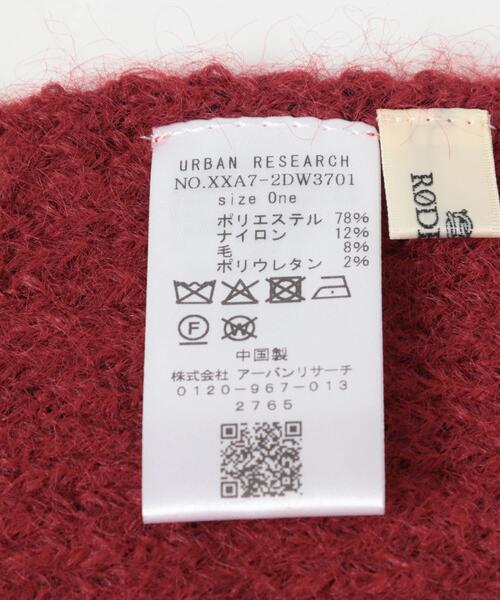 URBAN RESEARCH
NO.XXA7-2DW3701
size One
ポリエステル 78%
ナイロン 12%
毛 8%
ポリウレタン 2%
F W
中国製
株式会社 アーバンリサーチ
0120-967-013
2765